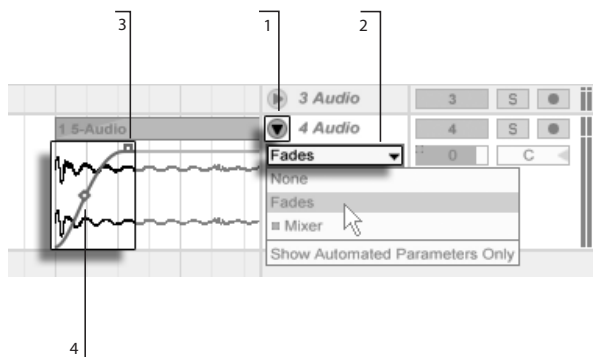 3 1 2
3 Audio 3 S
1 5-Audio 4 Audio 4 S
Fades 0 C
None
Fades
Mixer
Show Automated Parameters Only
4